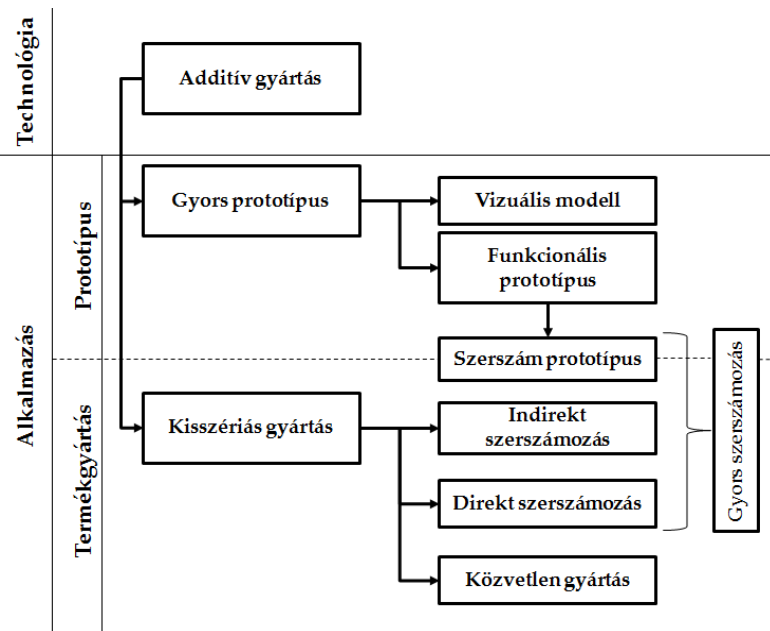 Technológia
Additív gyártás
Alkalmazás
Prototípus
Gyors prototípus
Vizuális modell
Funkcionális
prototípus
Szerszám prototípus
Gyors szerszámozás
Termékgyártás
Kisszériás gyártás
Indirekt
szerszámozás
Direkt szerszámozás
Közvetlen gyártás